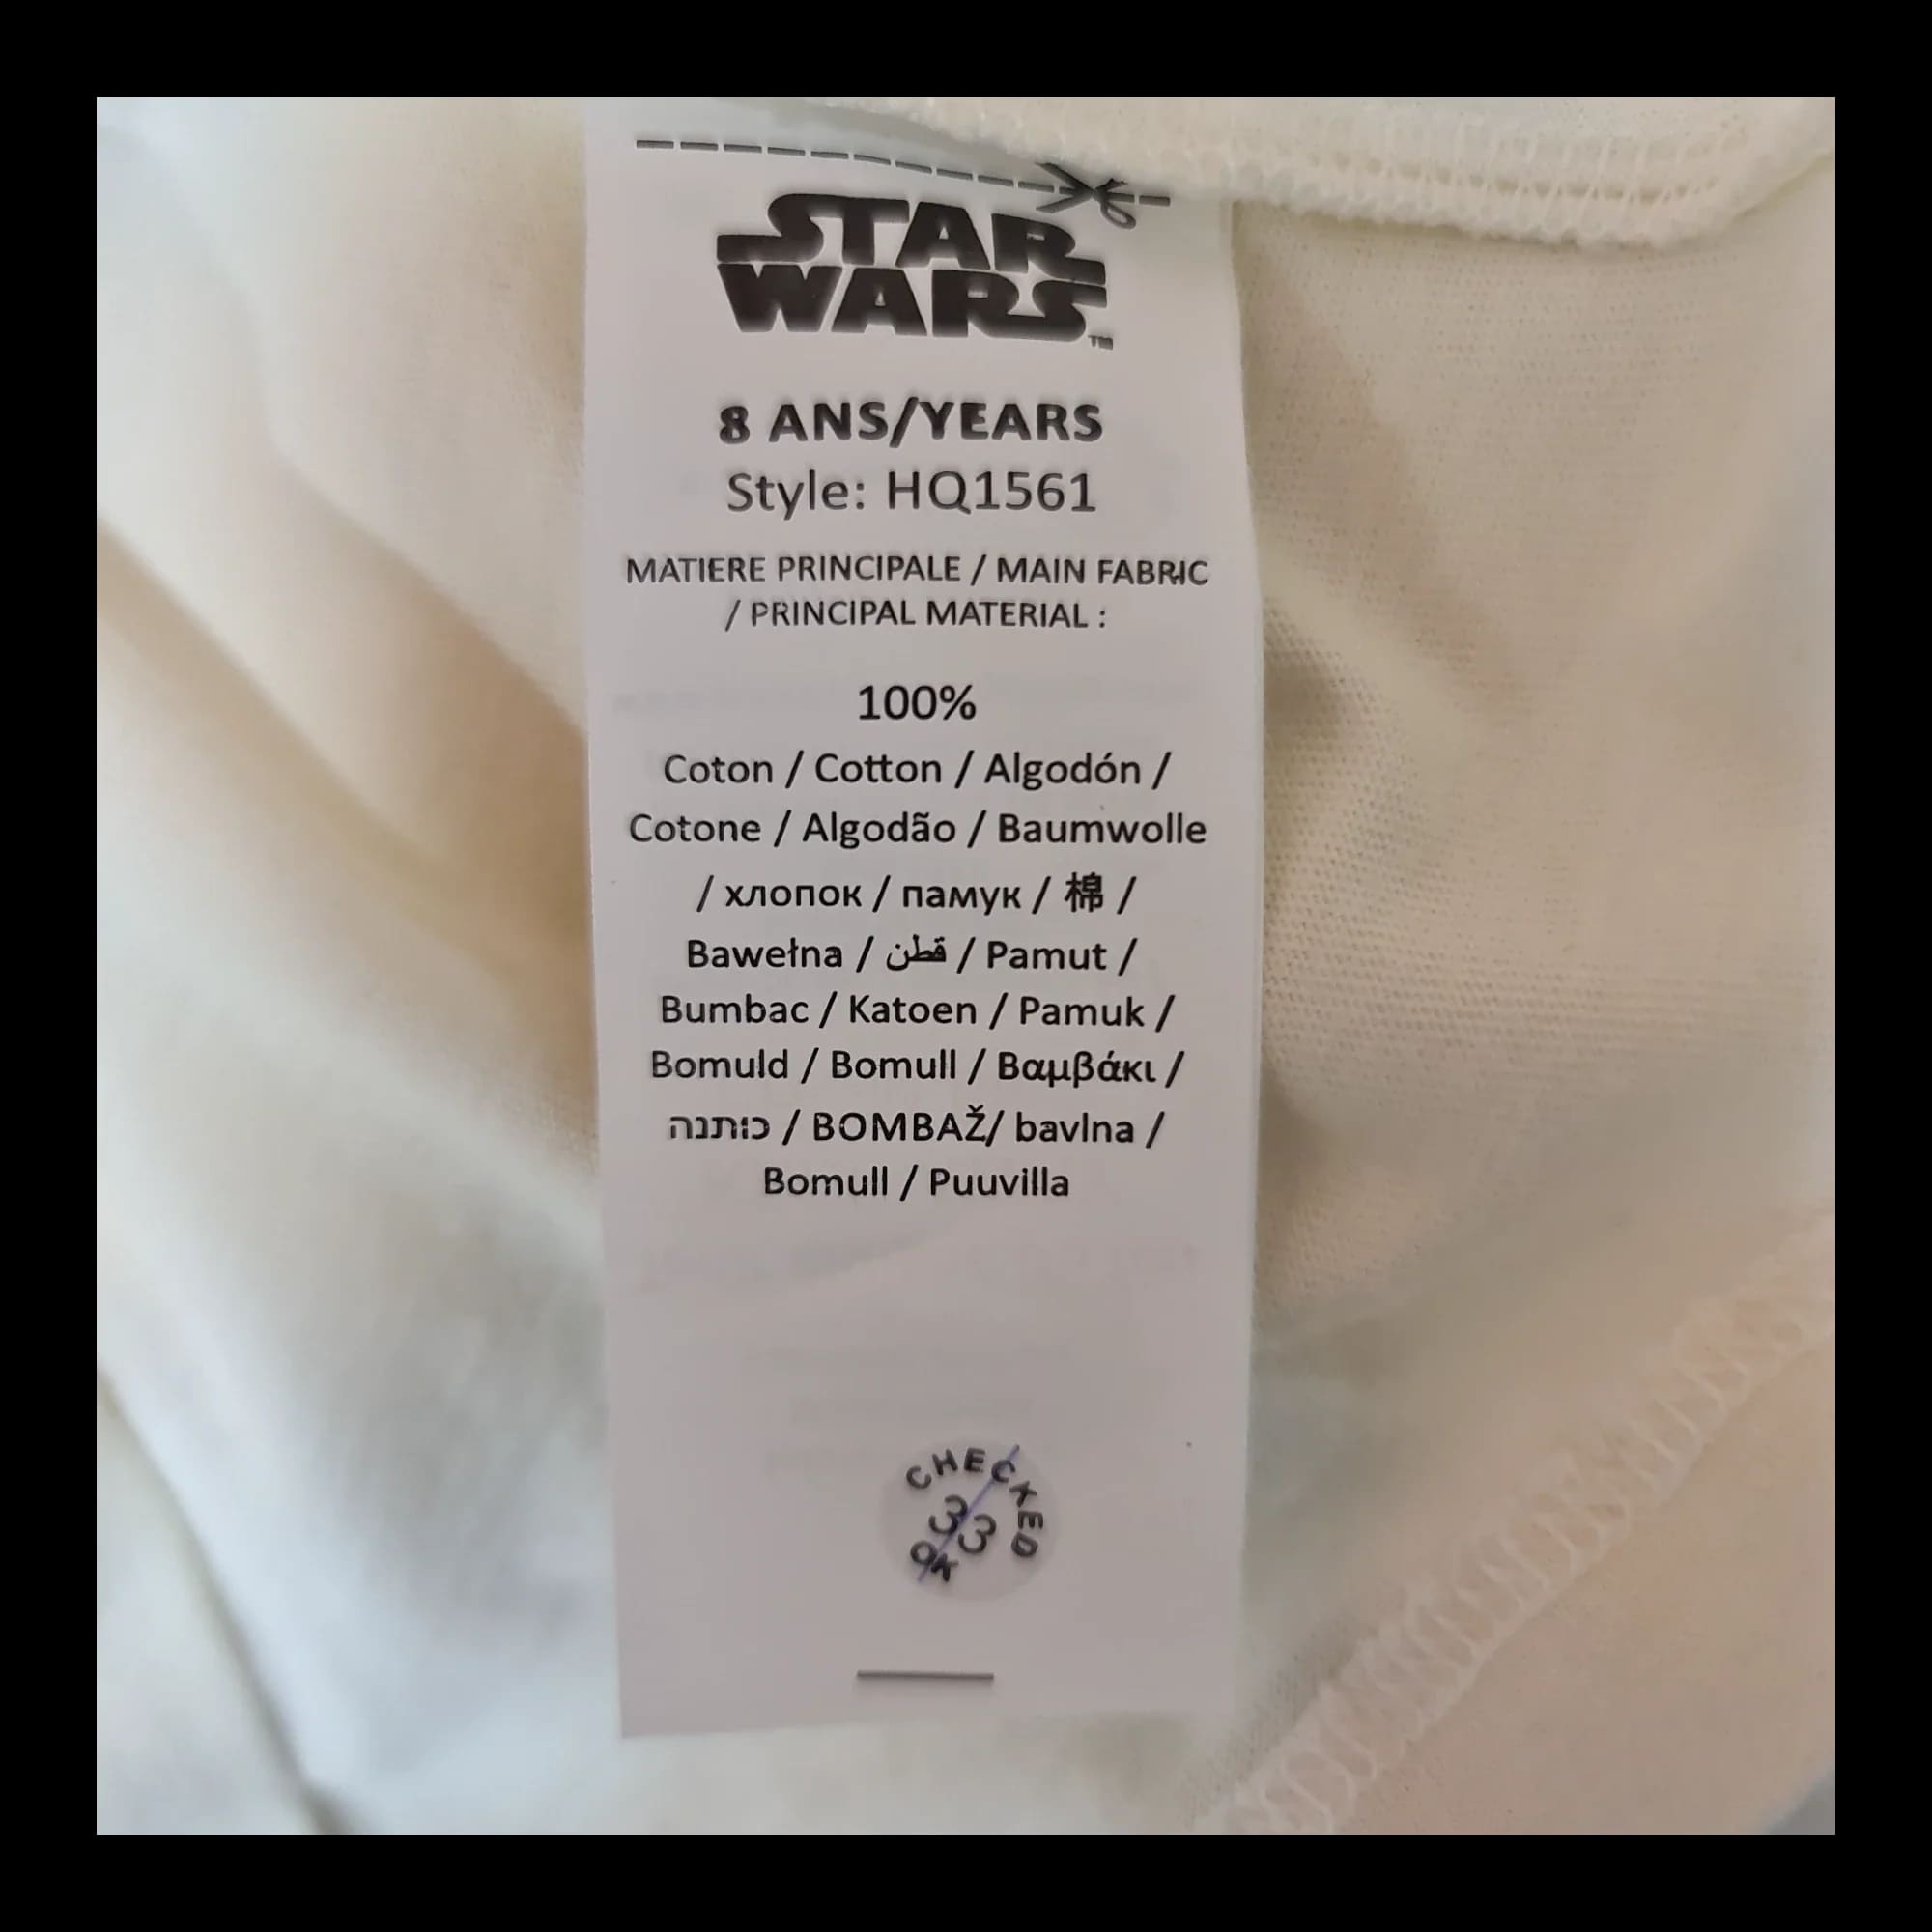 STAR
WARS™
8 ANS/YEARS
Style: HQ1561
MATIERE PRINCIPALE / MAIN FABRIC
/ PRINCIPAL MATERIAL :
100%
Coton / Cotton / Algodón /
Cotone / Algodão / Baumwolle
/ хлопок / памук / 棉 /
Bawełna / قطن / Pamut /
Bumbac / Katoen / Pamuk /
Bomuld / Bomull / Βαμβάκι /
כותנה / BOMBAŽ/ bavlna /
Bomull / Puuvilla
CHECKED
33
OK